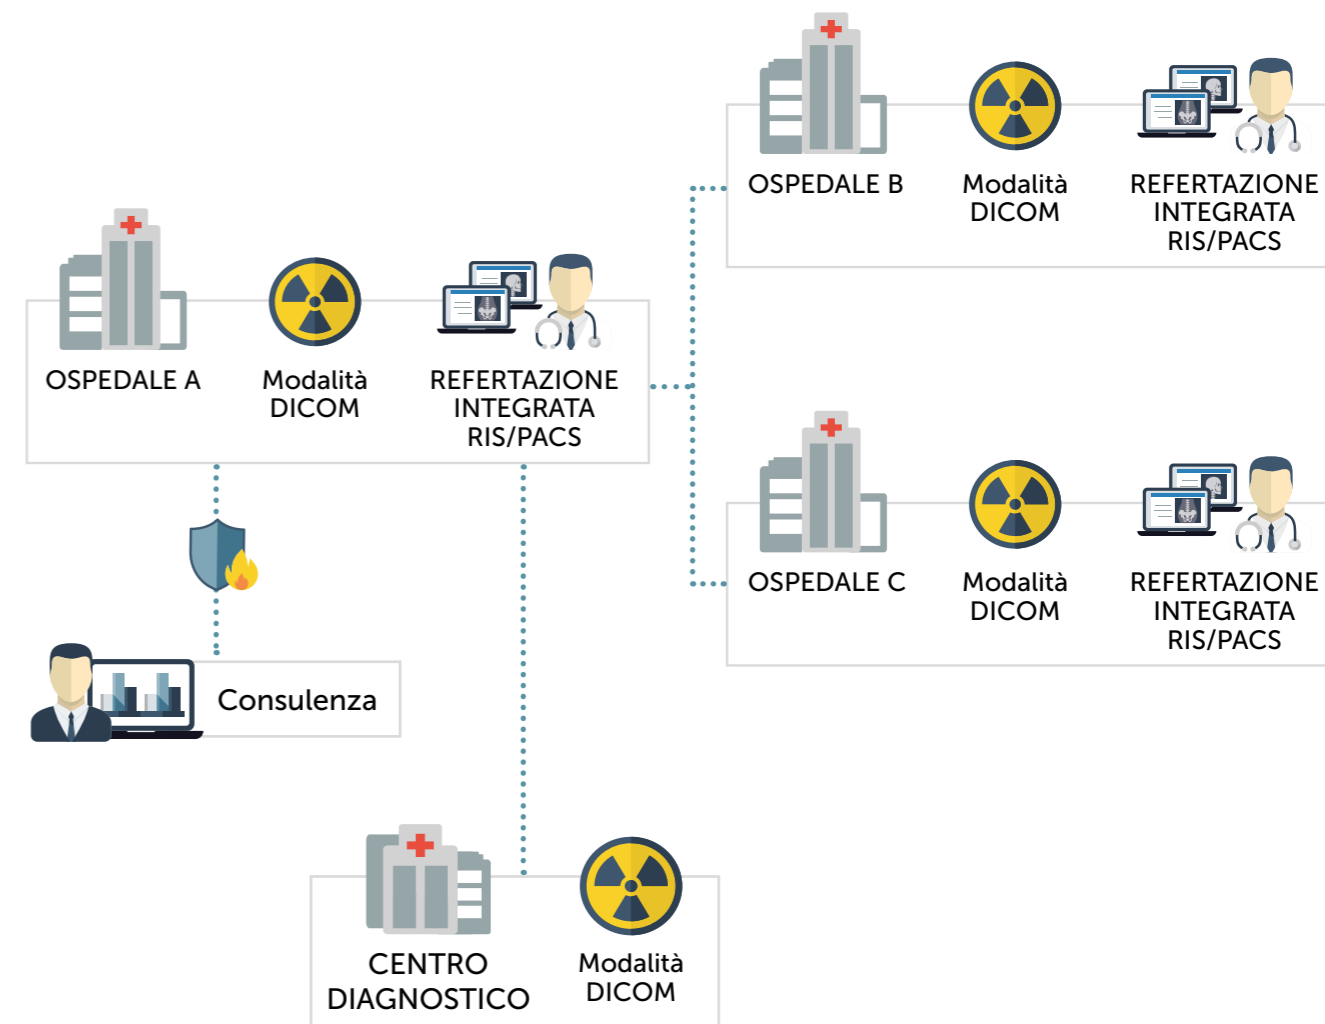 OSPEDALE B
Modalità
DICOM
REFERTAZIONE
INTEGRATA
RIS/PACS
OSPEDALE A
Modalità
DICOM
REFERTAZIONE
INTEGRATA
RIS/PACS
OSPEDALE C
Modalità
DICOM
REFERTAZIONE
INTEGRATA
RIS/PACS
Consulenza
CENTRO
DIAGNOSTICO
Modalità
DICOM